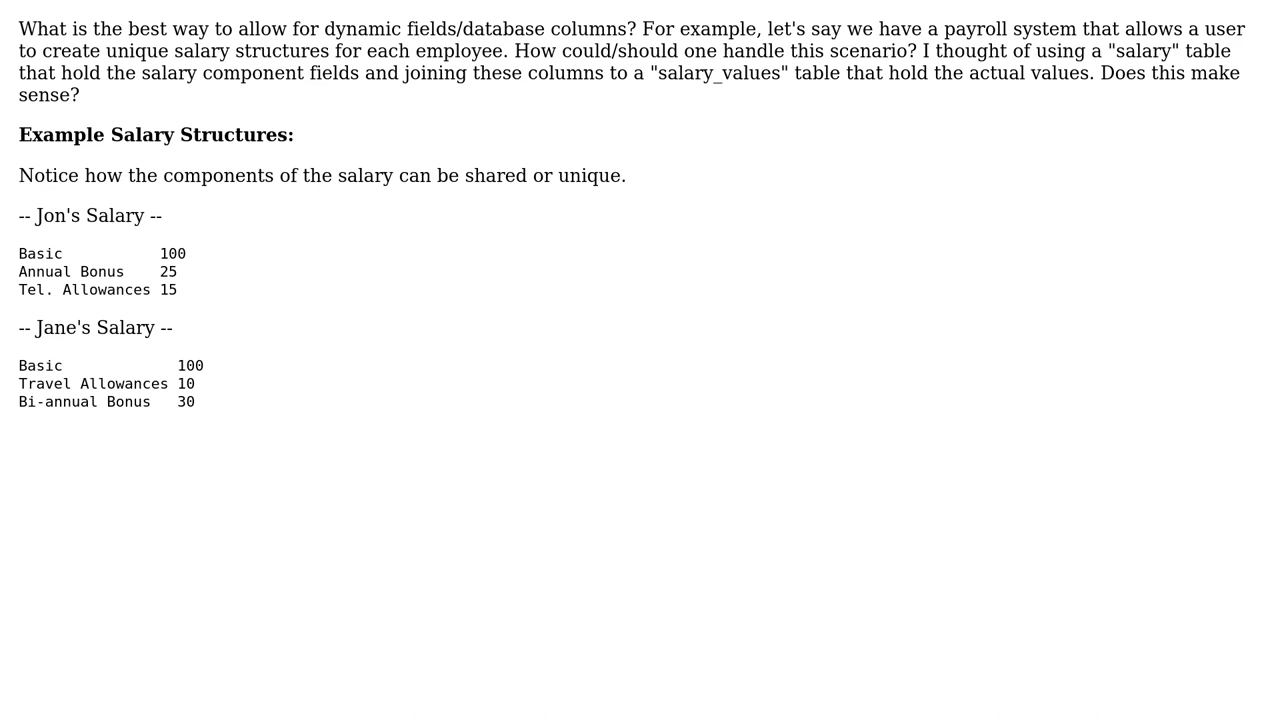 What is the best way to allow for dynamic fields/database columns? For example, let's say we have a payroll system that allows a user
to create unique salary structures for each employee. How could/should one handle this scenario? I thought of using a "salary" table
that hold the salary component fields and joining these columns to a "salary_values" table that hold the actual values. Does this make
sense?
Example Salary Structures:
Notice how the components of the salary can be shared or unique.
-- Jon's Salary --
Basic           100
Annual Bonus    25
Tel. Allowances 15
-- Jane's Salary --
Basic             100
Travel Allowances 10
Bi-annual Bonus   30